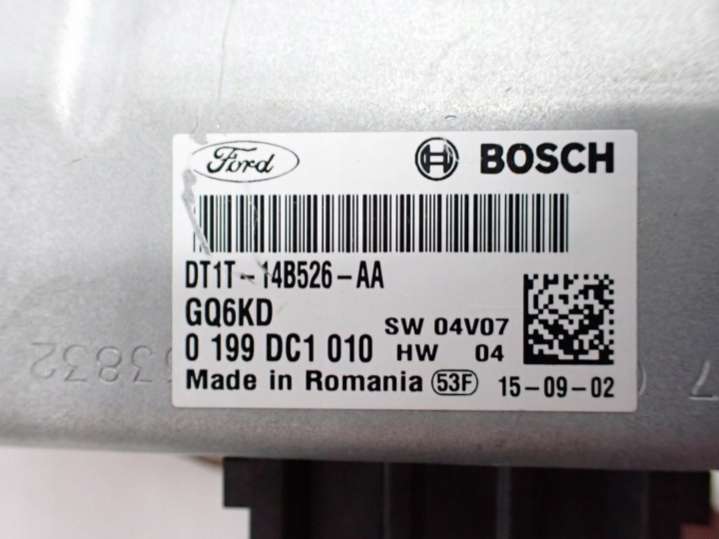 Ford BOSCH
DT1T-14B526-AA
GQ6KD SW 04V07
0 199 DC1 010 HW 04
Made in Romania 53F 15-09-02